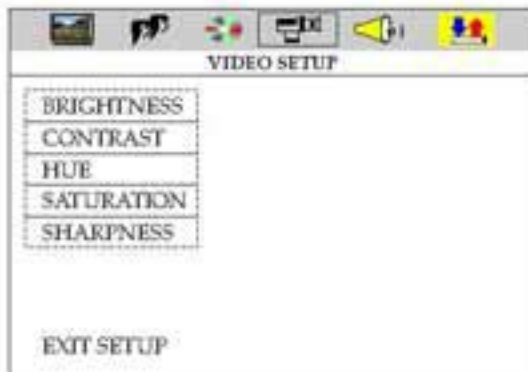 VIDEO SETUP
BRIGHTNESS
CONTRAST
HUE
SATURATION
SHARPNESS
EXIT SETUP